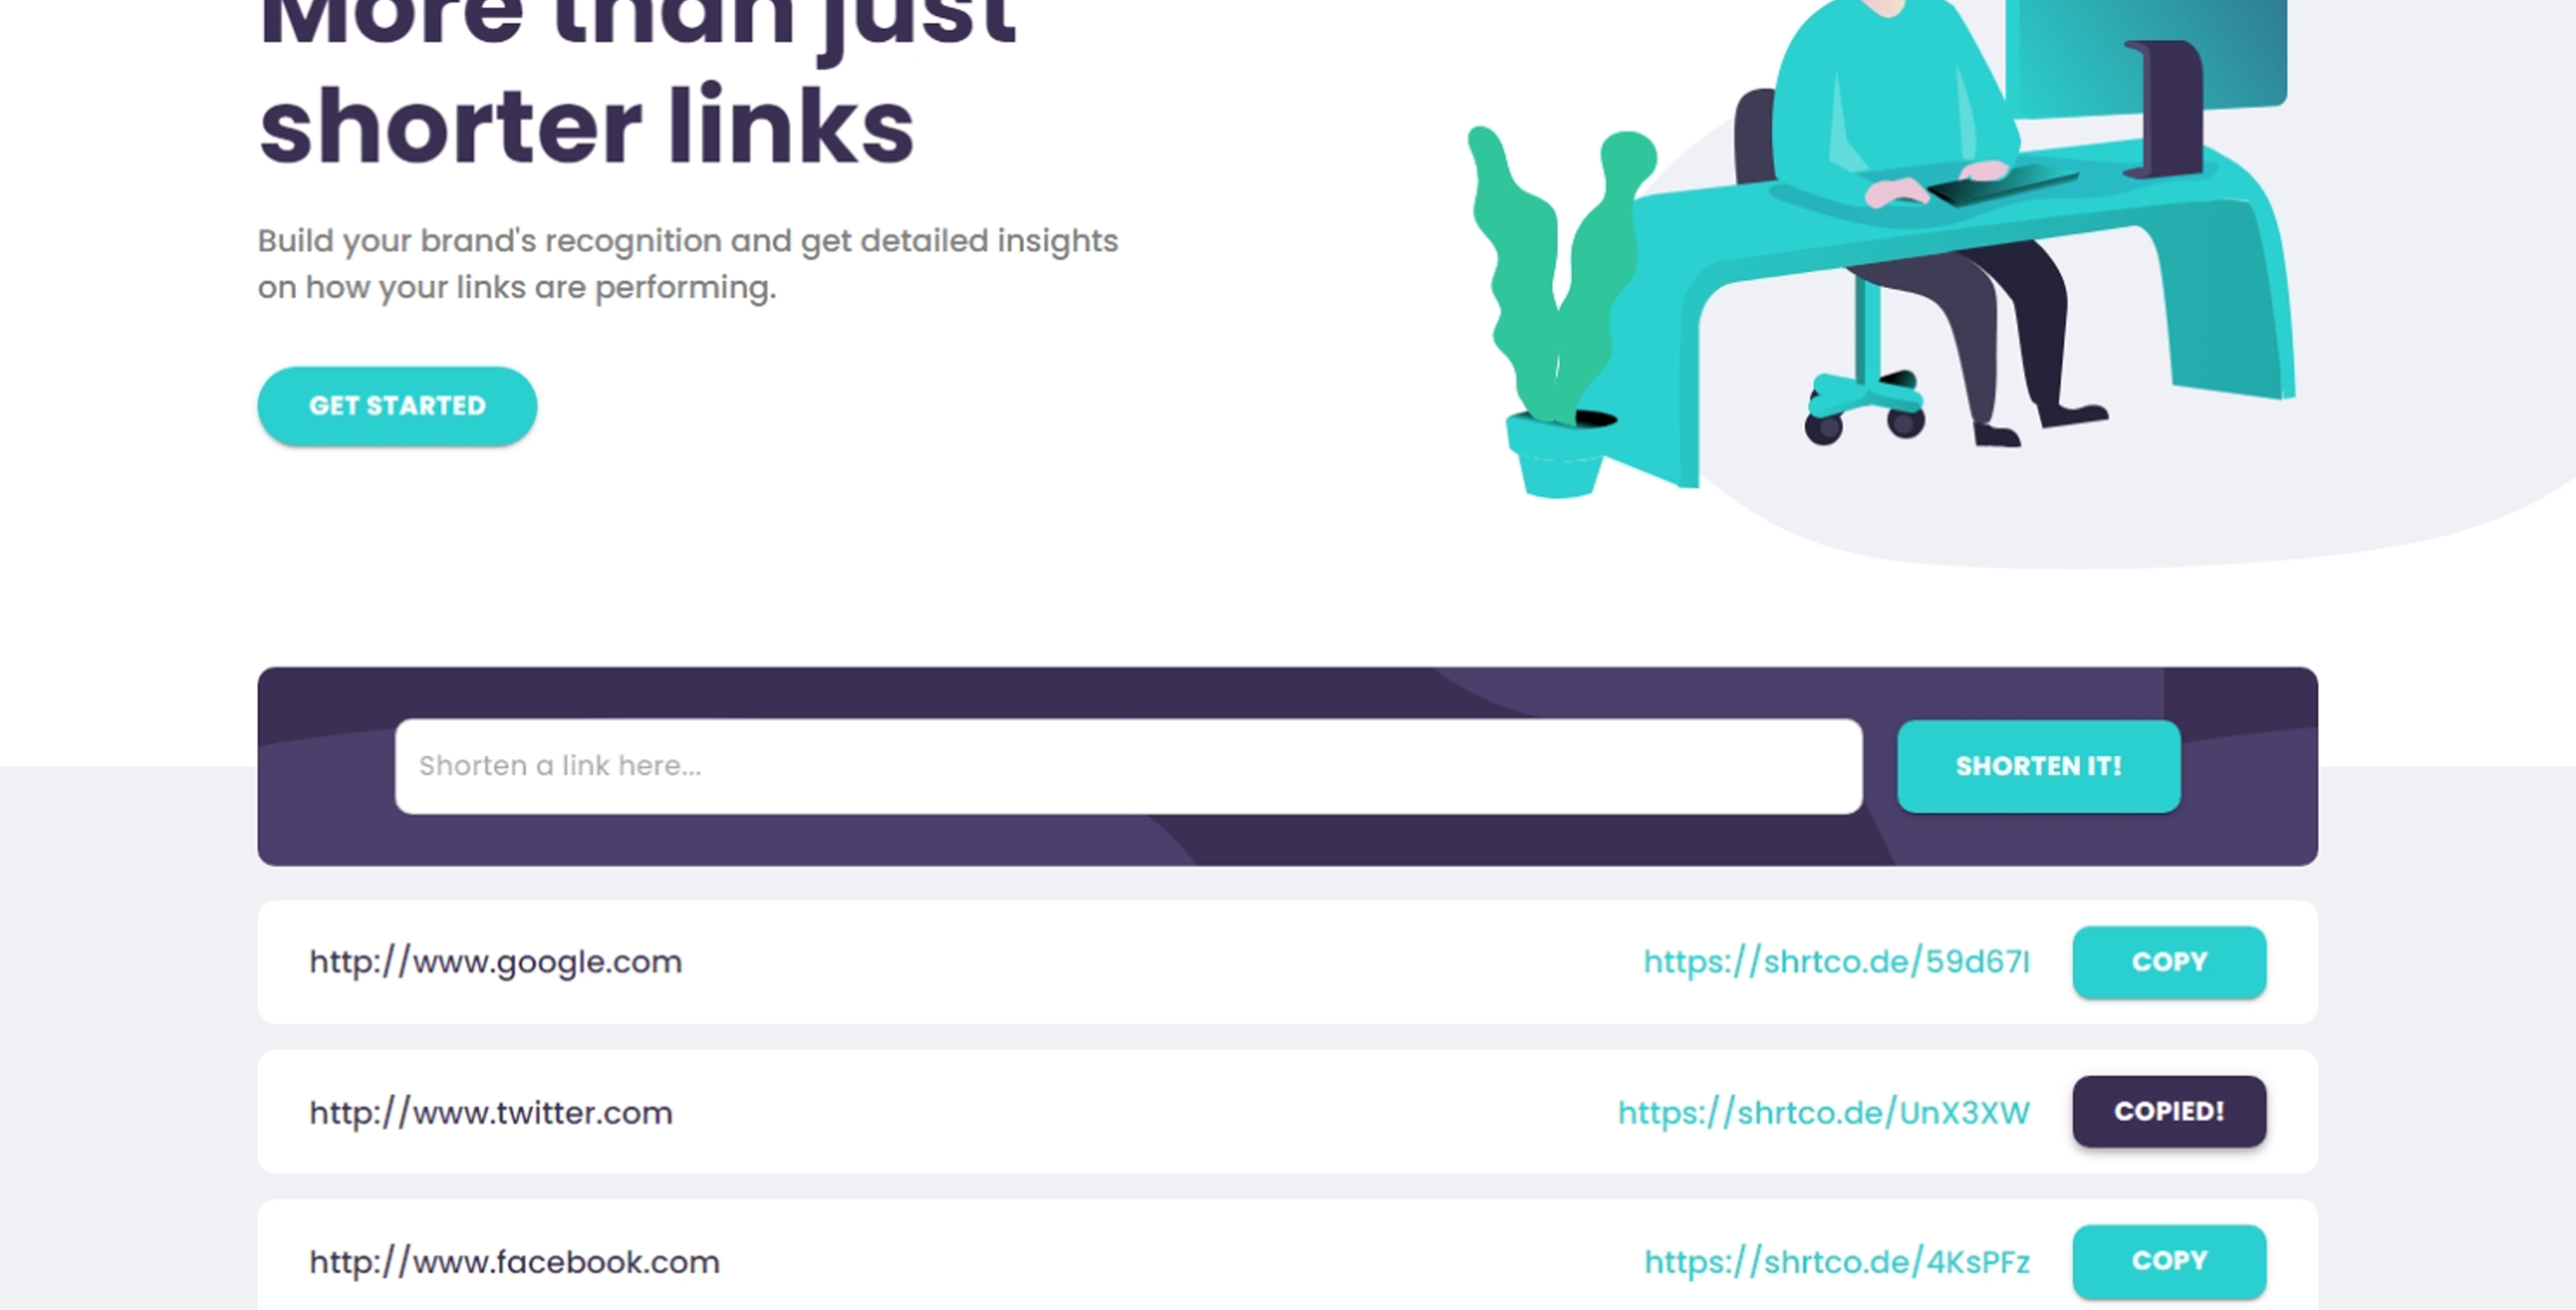 More than just
shorter links
Build your brand's recognition and get detailed insights
on how your links are performing.
GET STARTED
Shorten a link here...
SHORTEN IT!
http://www.google.com
https://shrtco.de/59d67I
COPY
http://www.twitter.com
https://shrtco.de/UnX3XW
COPIED!
http://www.facebook.com
https://shrtco.de/4KsPFz
COPY